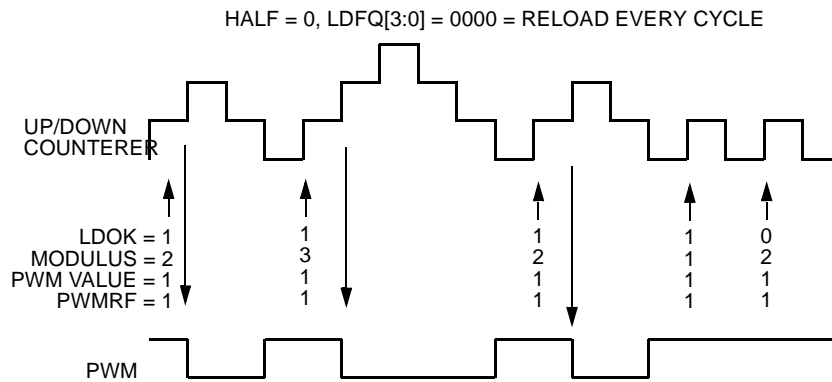 HALF = 0, LDFQ[3:0] = 0000 = RELOAD EVERY CYCLE
UP/DOWN
COUNTERER
LDOK = 1 1 1 1 0
MODULUS = 2 3 2 1 2
PWM VALUE = 1 1 1 1 1
PWMRF = 1 1 1 1 1
PWM